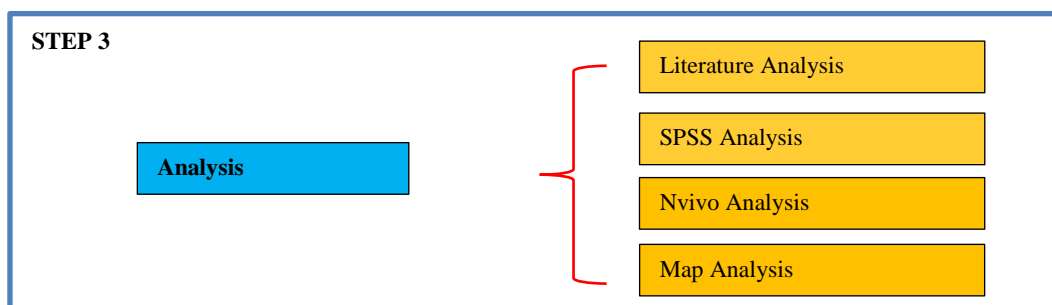 STEP 3
Analysis
Literature Analysis
SPSS Analysis
Nvivo Analysis
Map Analysis